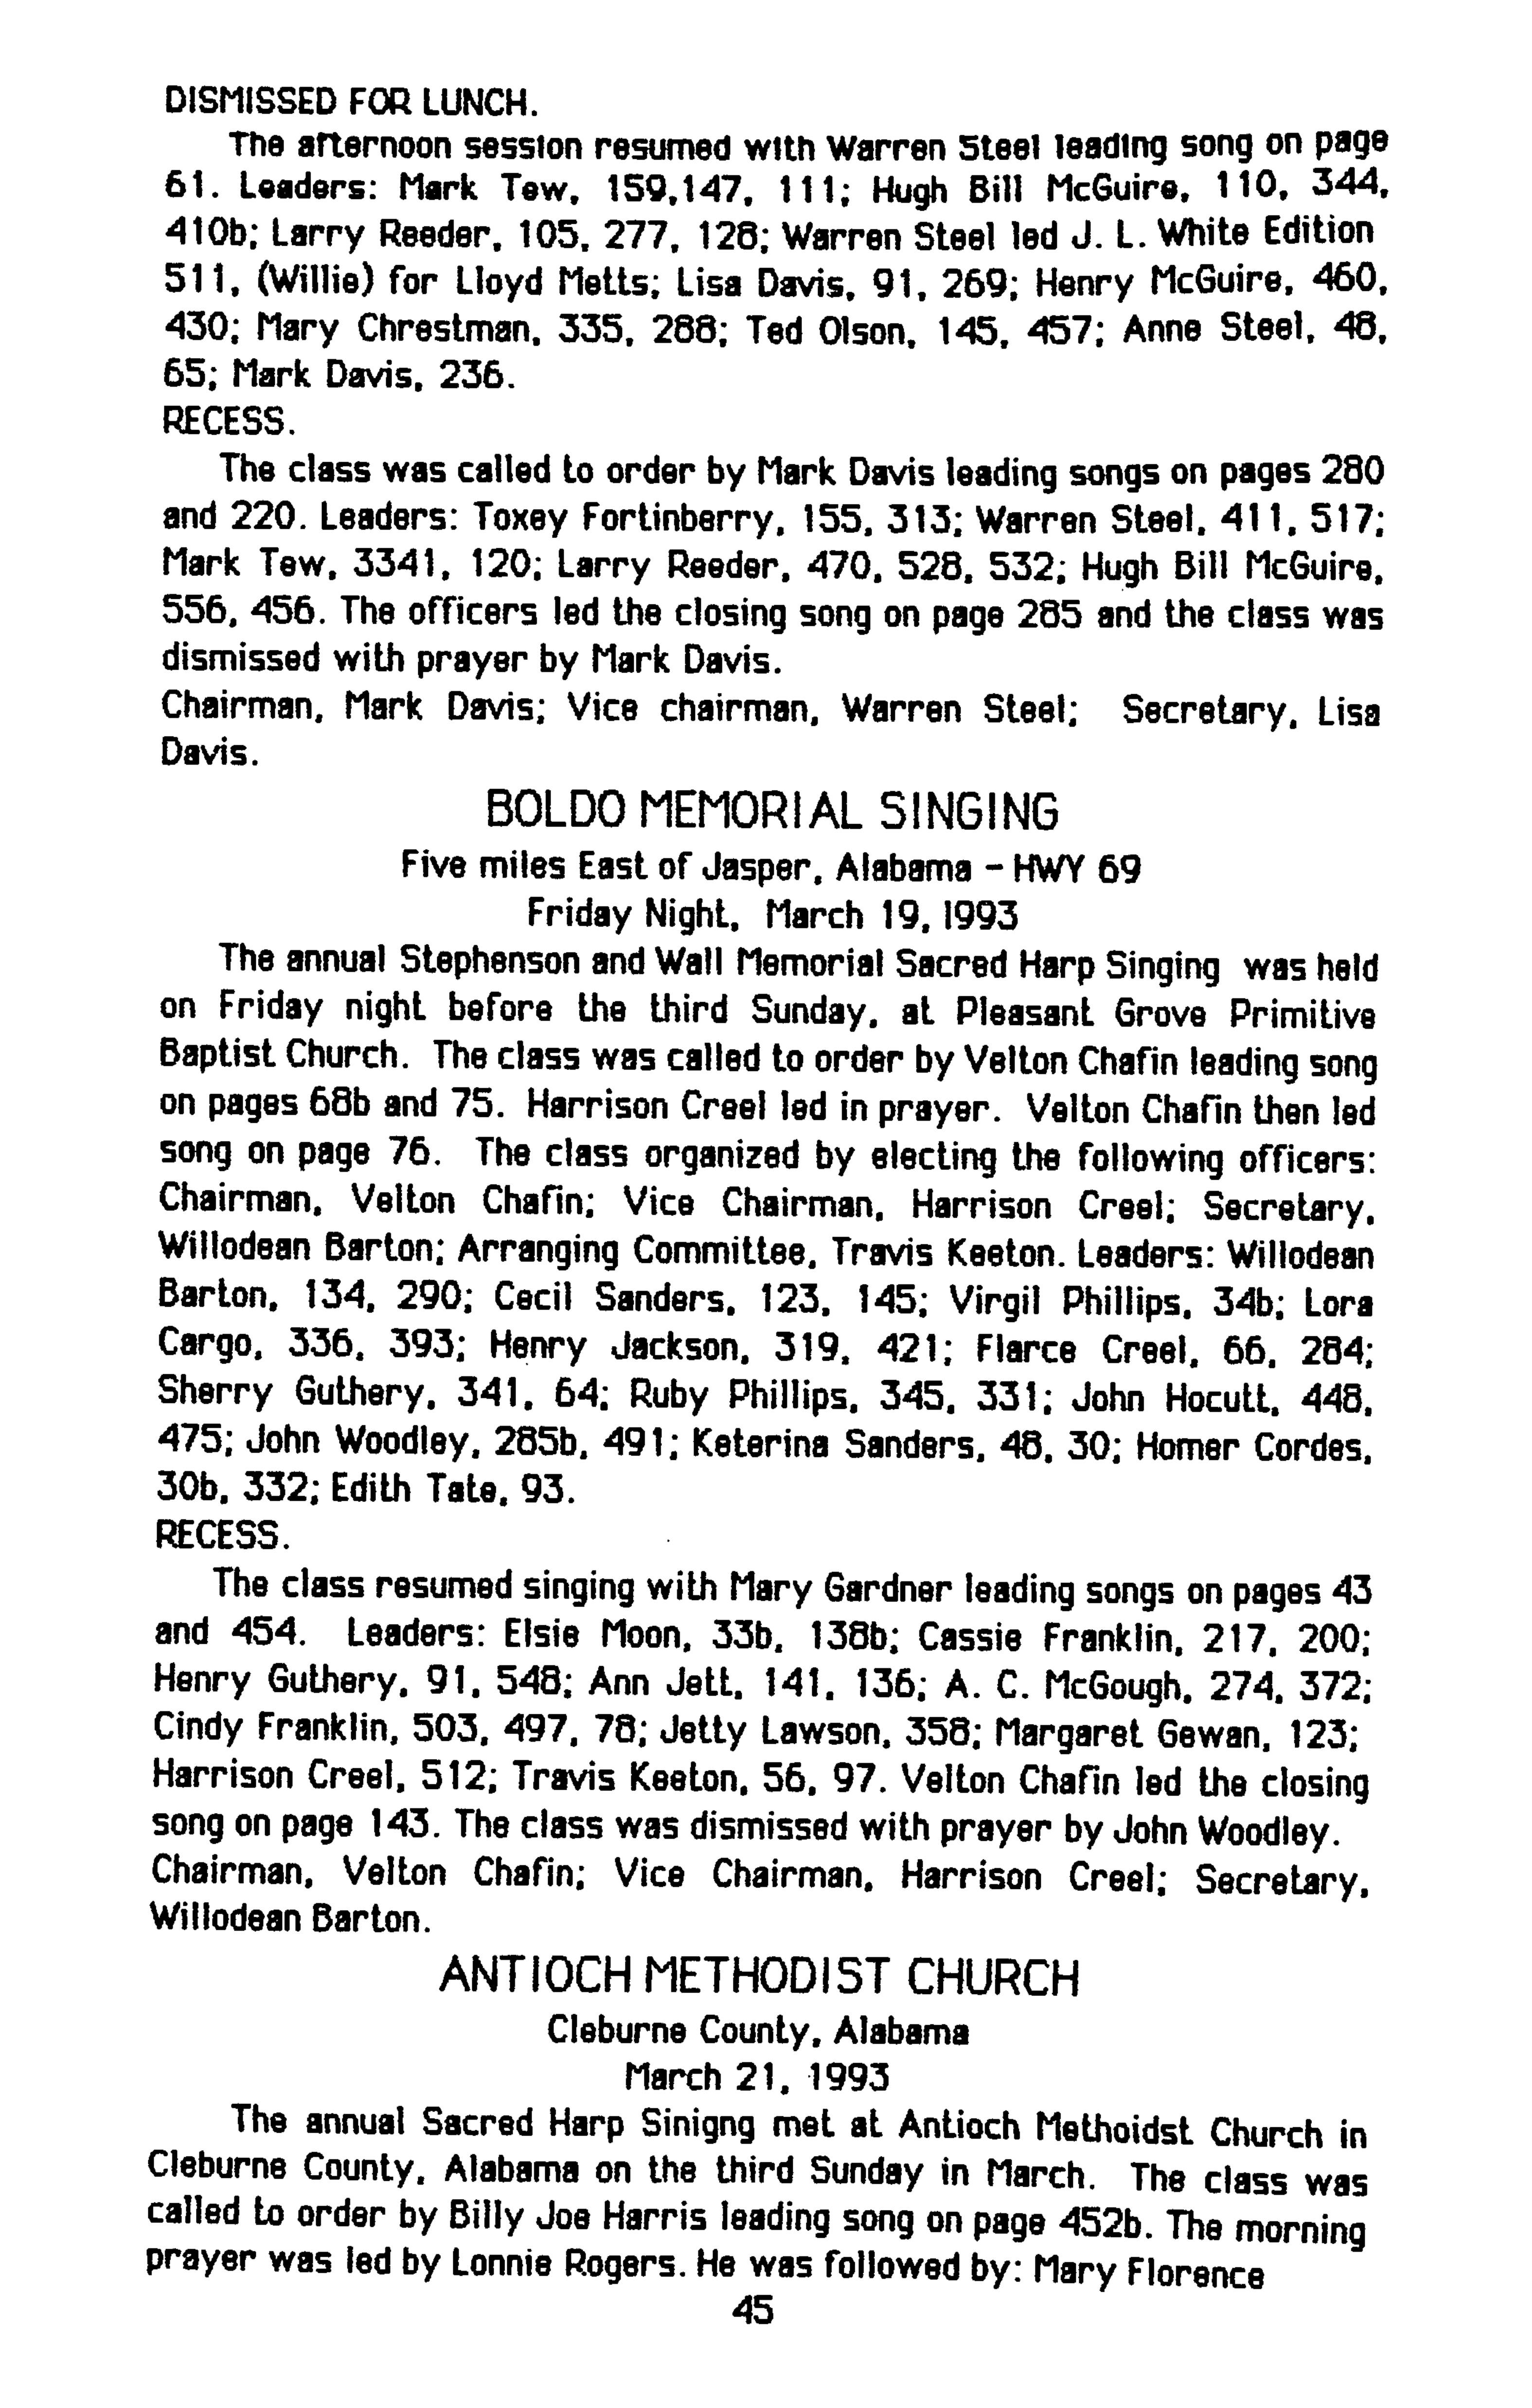 DISMISSED FOR LUNCH.
The afternoon session resumed with Warren Steel leading song on page
61. Leaders: Mark Tew, 159,147, 111; Hugh Bill McGuire, 110, 344,
410b; Larry Reeder, 105, 277, 128; Warren Steel led J. L. White Edition
511, (Willie) for Lloyd Metts; Lisa Davis, 91, 269; Henry McGuire, 460,
430; Mary Chrestman, 335, 288; Ted Olson, 145, 457; Anne Steel, 48,
65; Mark Davis, 236.
RECESS.
The class was called to order by Mark Davis leading songs on pages 280
and 220. Leaders: Toxey Fortinberry, 155, 313; Warren Steel, 411, 517;
Mark Tew, 3341, 120; Larry Reeder, 470, 528, 532; Hugh Bill McGuire,
556, 456. The officers led the closing song on page 285 and the class was
dismissed with prayer by Mark Davis.
Chairman, Mark Davis; Vice chairman, Warren Steel; Secretary, Lisa
Davis.
BOLDO MEMORIAL SINGING
Five miles East of Jasper, Alabama - HWY 69
Friday Night, March 19, 1993
The annual Stephenson and Wall Memorial Sacred Harp Singing was held
on Friday night before the third Sunday, at Pleasant Grove Primitive
Baptist Church. The class was called to order by Velton Chafin leading song
on pages 68b and 75. Harrison Creel led in prayer. Velton Chafin then led
song on page 76. The class organized by electing the following officers:
Chairman, Velton Chafin; Vice Chairman, Harrison Creel; Secretary,
Willodean Barton; Arranging Committee, Travis Keeton. Leaders: Willodean
Barton, 134, 290; Cecil Sanders, 123, 145; Virgil Phillips, 34b; Lora
Cargo, 336, 393; Henry Jackson, 319, 421; Flarce Creel, 66, 284;
Sherry Guthery, 341, 64; Ruby Phillips, 345, 331; John Hocutt, 448,
475; John Woodley, 285b, 491; Keterina Sanders, 48, 30; Homer Cordes,
30b, 332; Edith Tate, 93.
RECESS.
The class resumed singing with Mary Gardner leading songs on pages 43
and 454. Leaders: Elsie Moon, 33b, 138b; Cassie Franklin, 217, 200;
Henry Guthery, 91, 548; Ann Jett, 141, 136; A. C. McGough, 274, 372;
Cindy Franklin, 503, 497, 78; Jetty Lawson, 358; Margaret Gewan, 123;
Harrison Creel, 512; Travis Keeton, 56, 97. Velton Chafin led the closing
song on page 143. The class was dismissed with prayer by John Woodley.
Chairman, Velton Chafin; Vice Chairman, Harrison Creel; Secretary,
Willodean Barton.
ANTIOCH METHODIST CHURCH
Cleburne County, Alabama
March 21, 1993
The annual Sacred Harp Sinigng met at Antioch Methoidst Church in
Cleburne County, Alabama on the third Sunday in March. The class was
called to order by Billy Joe Harris leading song on page 452b. The morning
prayer was led by Lonnie Rogers. He was followed by: Mary Florence
45